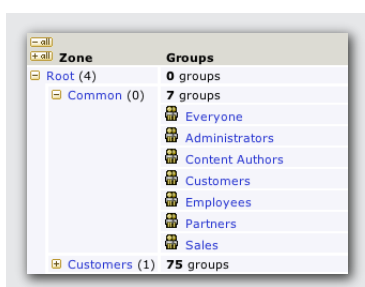 − all
+ all Zone Groups
Root (4) 0 groups
Common (0) 7 groups
Everyone
Administrators
Content Authors
Customers
Employees
Partners
Sales
Customers (1) 75 groups